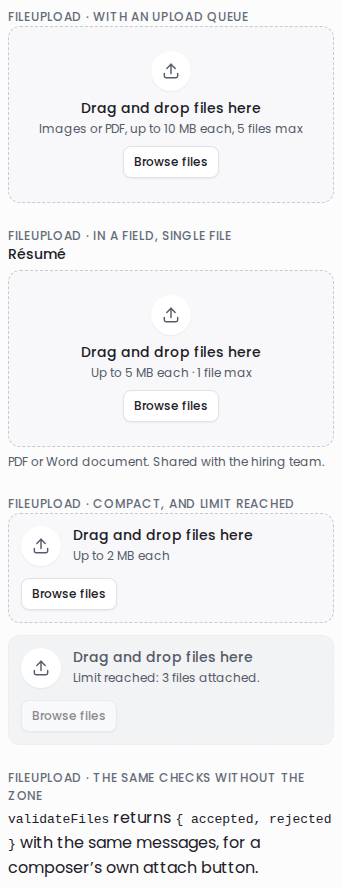 FILEUPLOAD · WITH AN UPLOAD QUEUE
Drag and drop files here
Images or PDF, up to 10 MB each, 5 files max
Browse files
FILEUPLOAD · IN A FIELD, SINGLE FILE
Résumé
Drag and drop files here
Up to 5 MB each · 1 file max
Browse files
PDF or Word document. Shared with the hiring team.
FILEUPLOAD · COMPACT, AND LIMIT REACHED
Drag and drop files here
Up to 2 MB each
Browse files
Drag and drop files here
Limit reached: 3 files attached.
Browse files
FILEUPLOAD · THE SAME CHECKS WITHOUT THE
ZONE
validateFiles returns { accepted, rejected
} with the same messages, for a
composer’s own attach button.